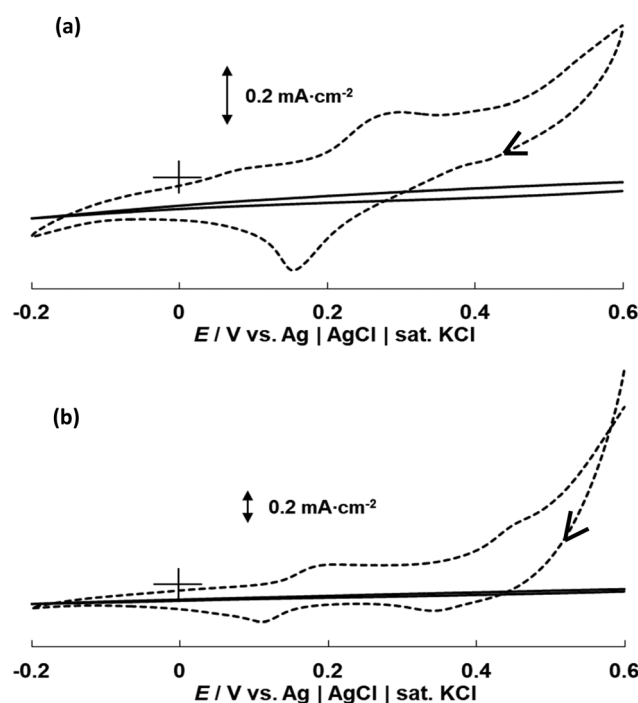 (a)
0.2 mA·cm-2
-0.2 0 0.2 0.4 0.6
E / V vs. Ag | AgCl | sat. KCl
(b)
0.2 mA·cm-2
-0.2 0 0.2 0.4 0.6
E / V vs. Ag | AgCl | sat. KCl